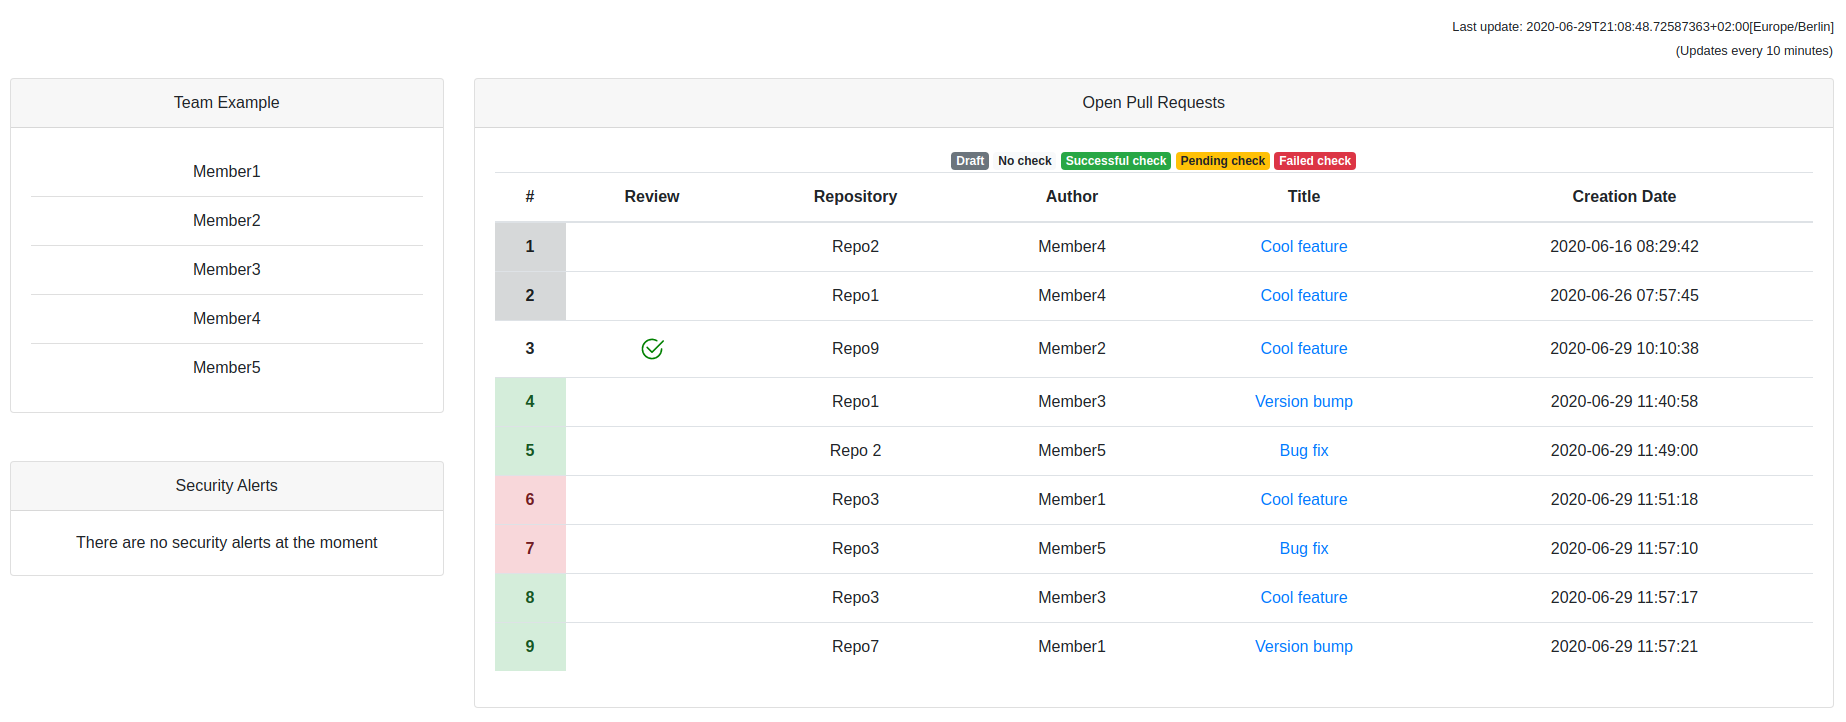 Last update: 2020-06-29T21:08:48.72587363+02:00[Europe/Berlin]
(Updates every 10 minutes)
Team Example
Member1
Member2
Member3
Member4
Member5
Security Alerts
There are no security alerts at the moment
Open Pull Requests
Draft No check Successful check Pending check Failed check
# Review Repository Author Title Creation Date
1 Repo2 Member4 Cool feature 2020-06-16 08:29:42
2 Repo1 Member4 Cool feature 2020-06-26 07:57:45
3 Repo9 Member2 Cool feature 2020-06-29 10:10:38
4 Repo1 Member3 Version bump 2020-06-29 11:40:58
5 Repo 2 Member5 Bug fix 2020-06-29 11:49:00
6 Repo3 Member1 Cool feature 2020-06-29 11:51:18
7 Repo3 Member5 Bug fix 2020-06-29 11:57:10
8 Repo3 Member3 Cool feature 2020-06-29 11:57:17
9 Repo7 Member1 Version bump 2020-06-29 11:57:21